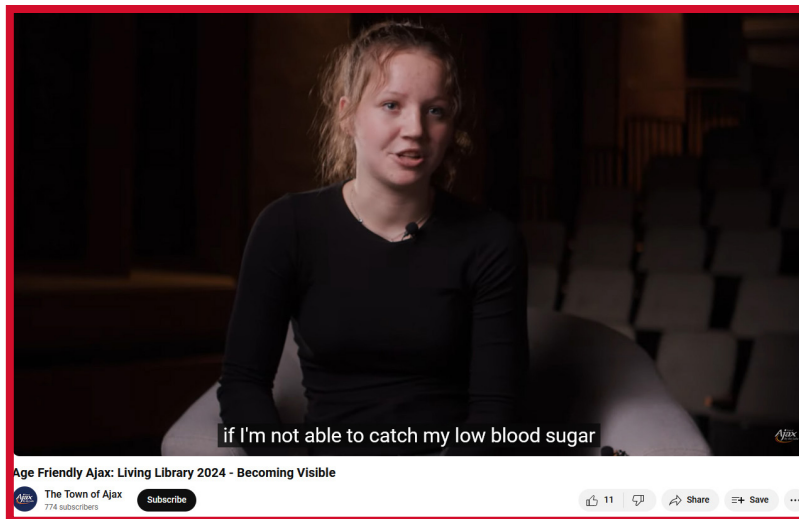 if I'm not able to catch my low blood sugar
Ajax
Age Friendly Ajax: Living Library 2024 - Becoming Visible
Ajax
The Town of Ajax
774 subscribers
Subscribe
11
Share
Save